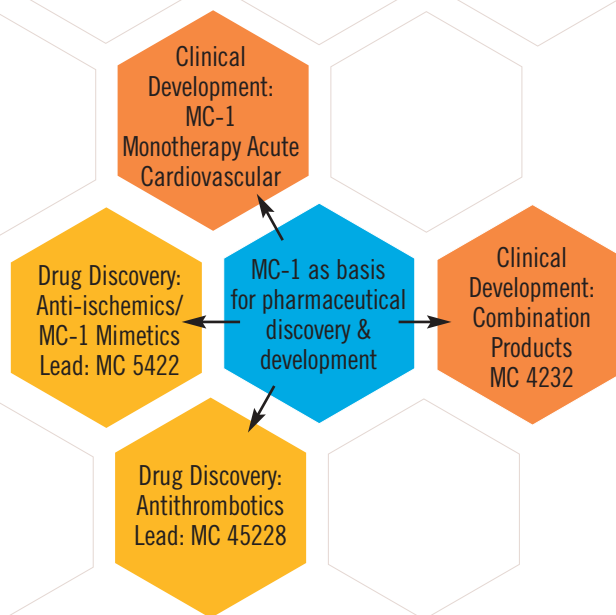 Clinical
Development:
MC-1
Monotherapy Acute
Cardiovascular
Drug Discovery:
Anti-ischemics/
MC-1 Mimetics
Lead: MC 5422
MC-1 as basis
for pharmaceutical
discovery &
development
Clinical
Development:
Combination
Products
MC 4232
Drug Discovery:
Antithrombotics
Lead: MC 45228